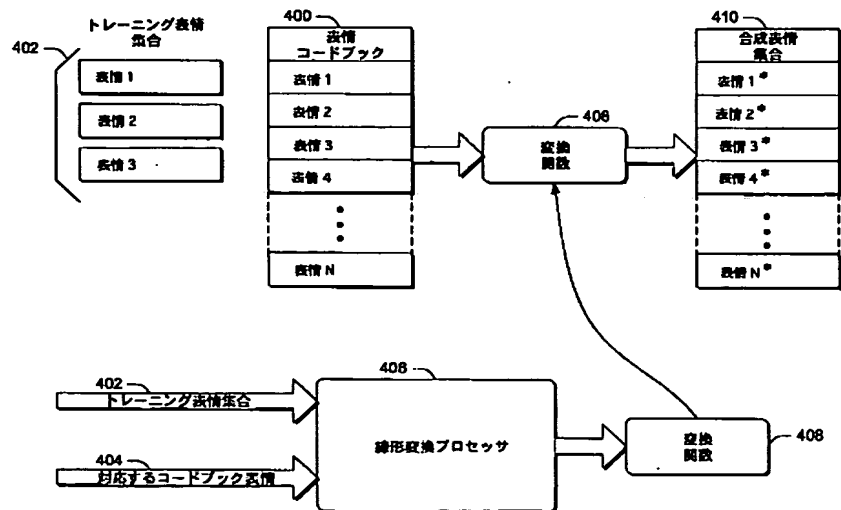 トレーニング表情
集合
402
表情 1
表情 2
表情 3
400
表情
コードブック
表情 1
表情 2
表情 3
表情 4
表情 N
406
変換
関数
410
合成表情
集合
表情 1*
表情 2*
表情 3*
表情 4*
表情 N*
402
トレーニング表情集合
404
対応するコードブック表情
408
線形変換プロセッサ
変換
関数
408